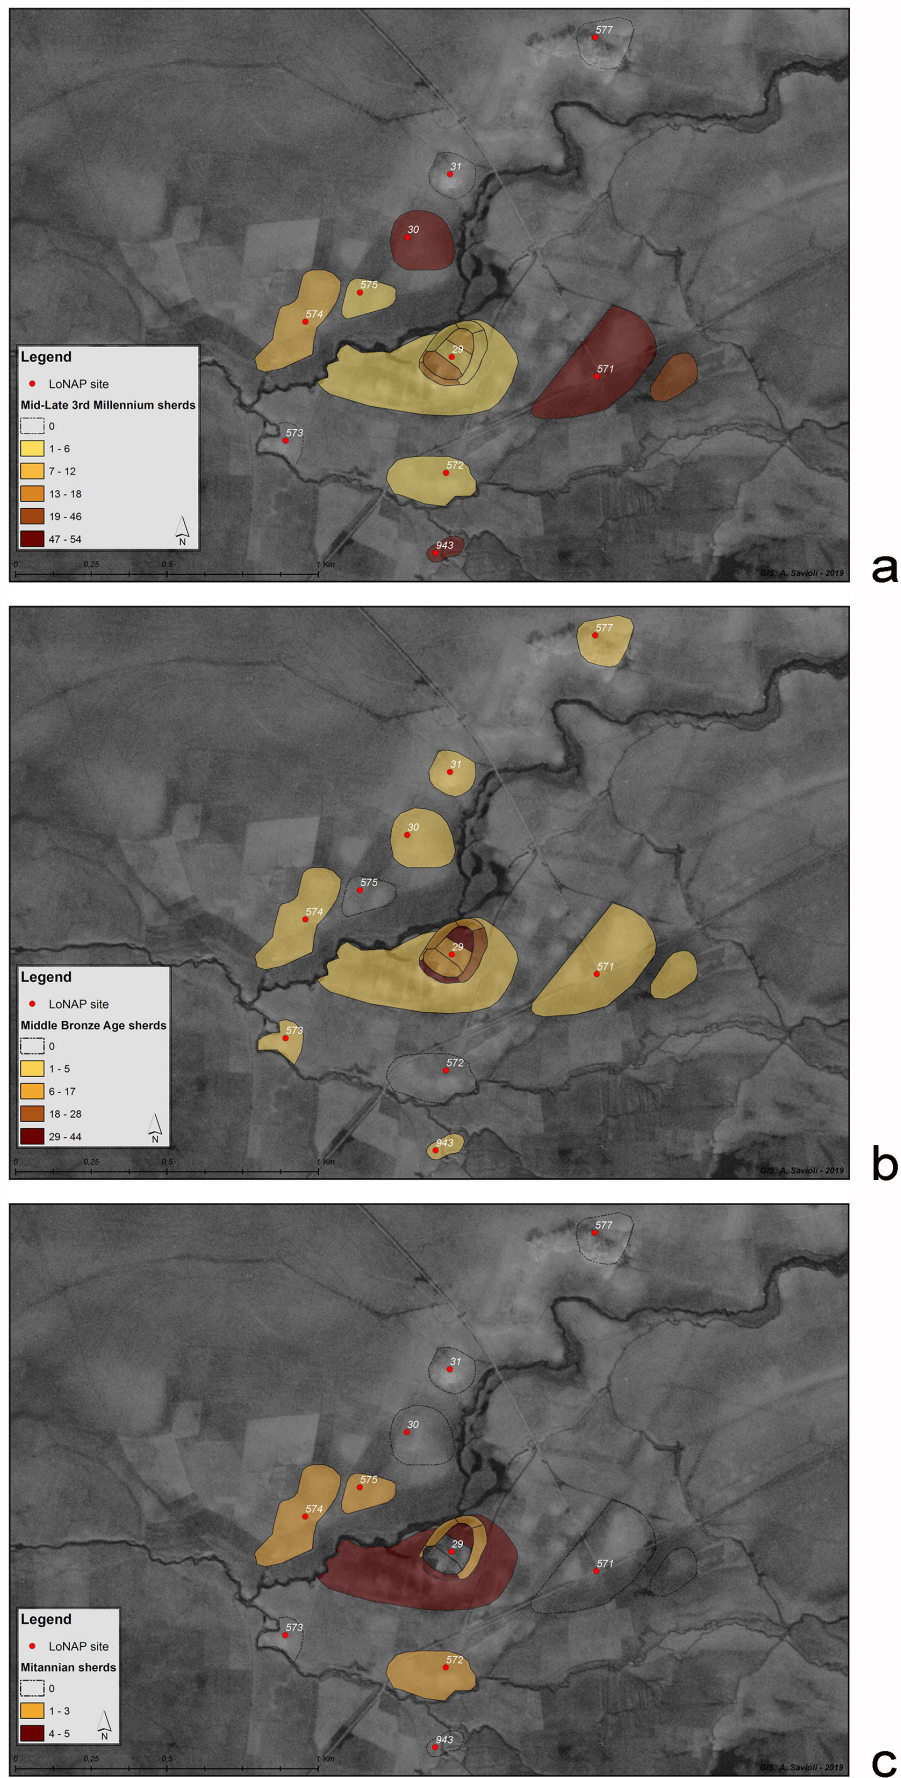 577
31
30
575
574
29
571
573
572
943
Legend
LoNAP site
Mid-Late 3rd Millennium sherds
0
1 - 6
7 - 12
13 - 18
19 - 46
47 - 54
N
0 0,25 0,5 1 Km
GIS: A. Savioli - 2019
a
577
31
30
575
574
29
571
573
572
943
Legend
LoNAP site
Middle Bronze Age sherds
0
1 - 5
6 - 17
18 - 28
29 - 44
N
0 0,25 0,5 1 Km
GIS: A. Savioli - 2019
b
577
31
30
575
574
29
571
573
572
943
Legend
LoNAP site
Mitannian sherds
0
1 - 3
4 - 5
N
0 0,25 0,5 1 Km
GIS: A. Savioli - 2019
c